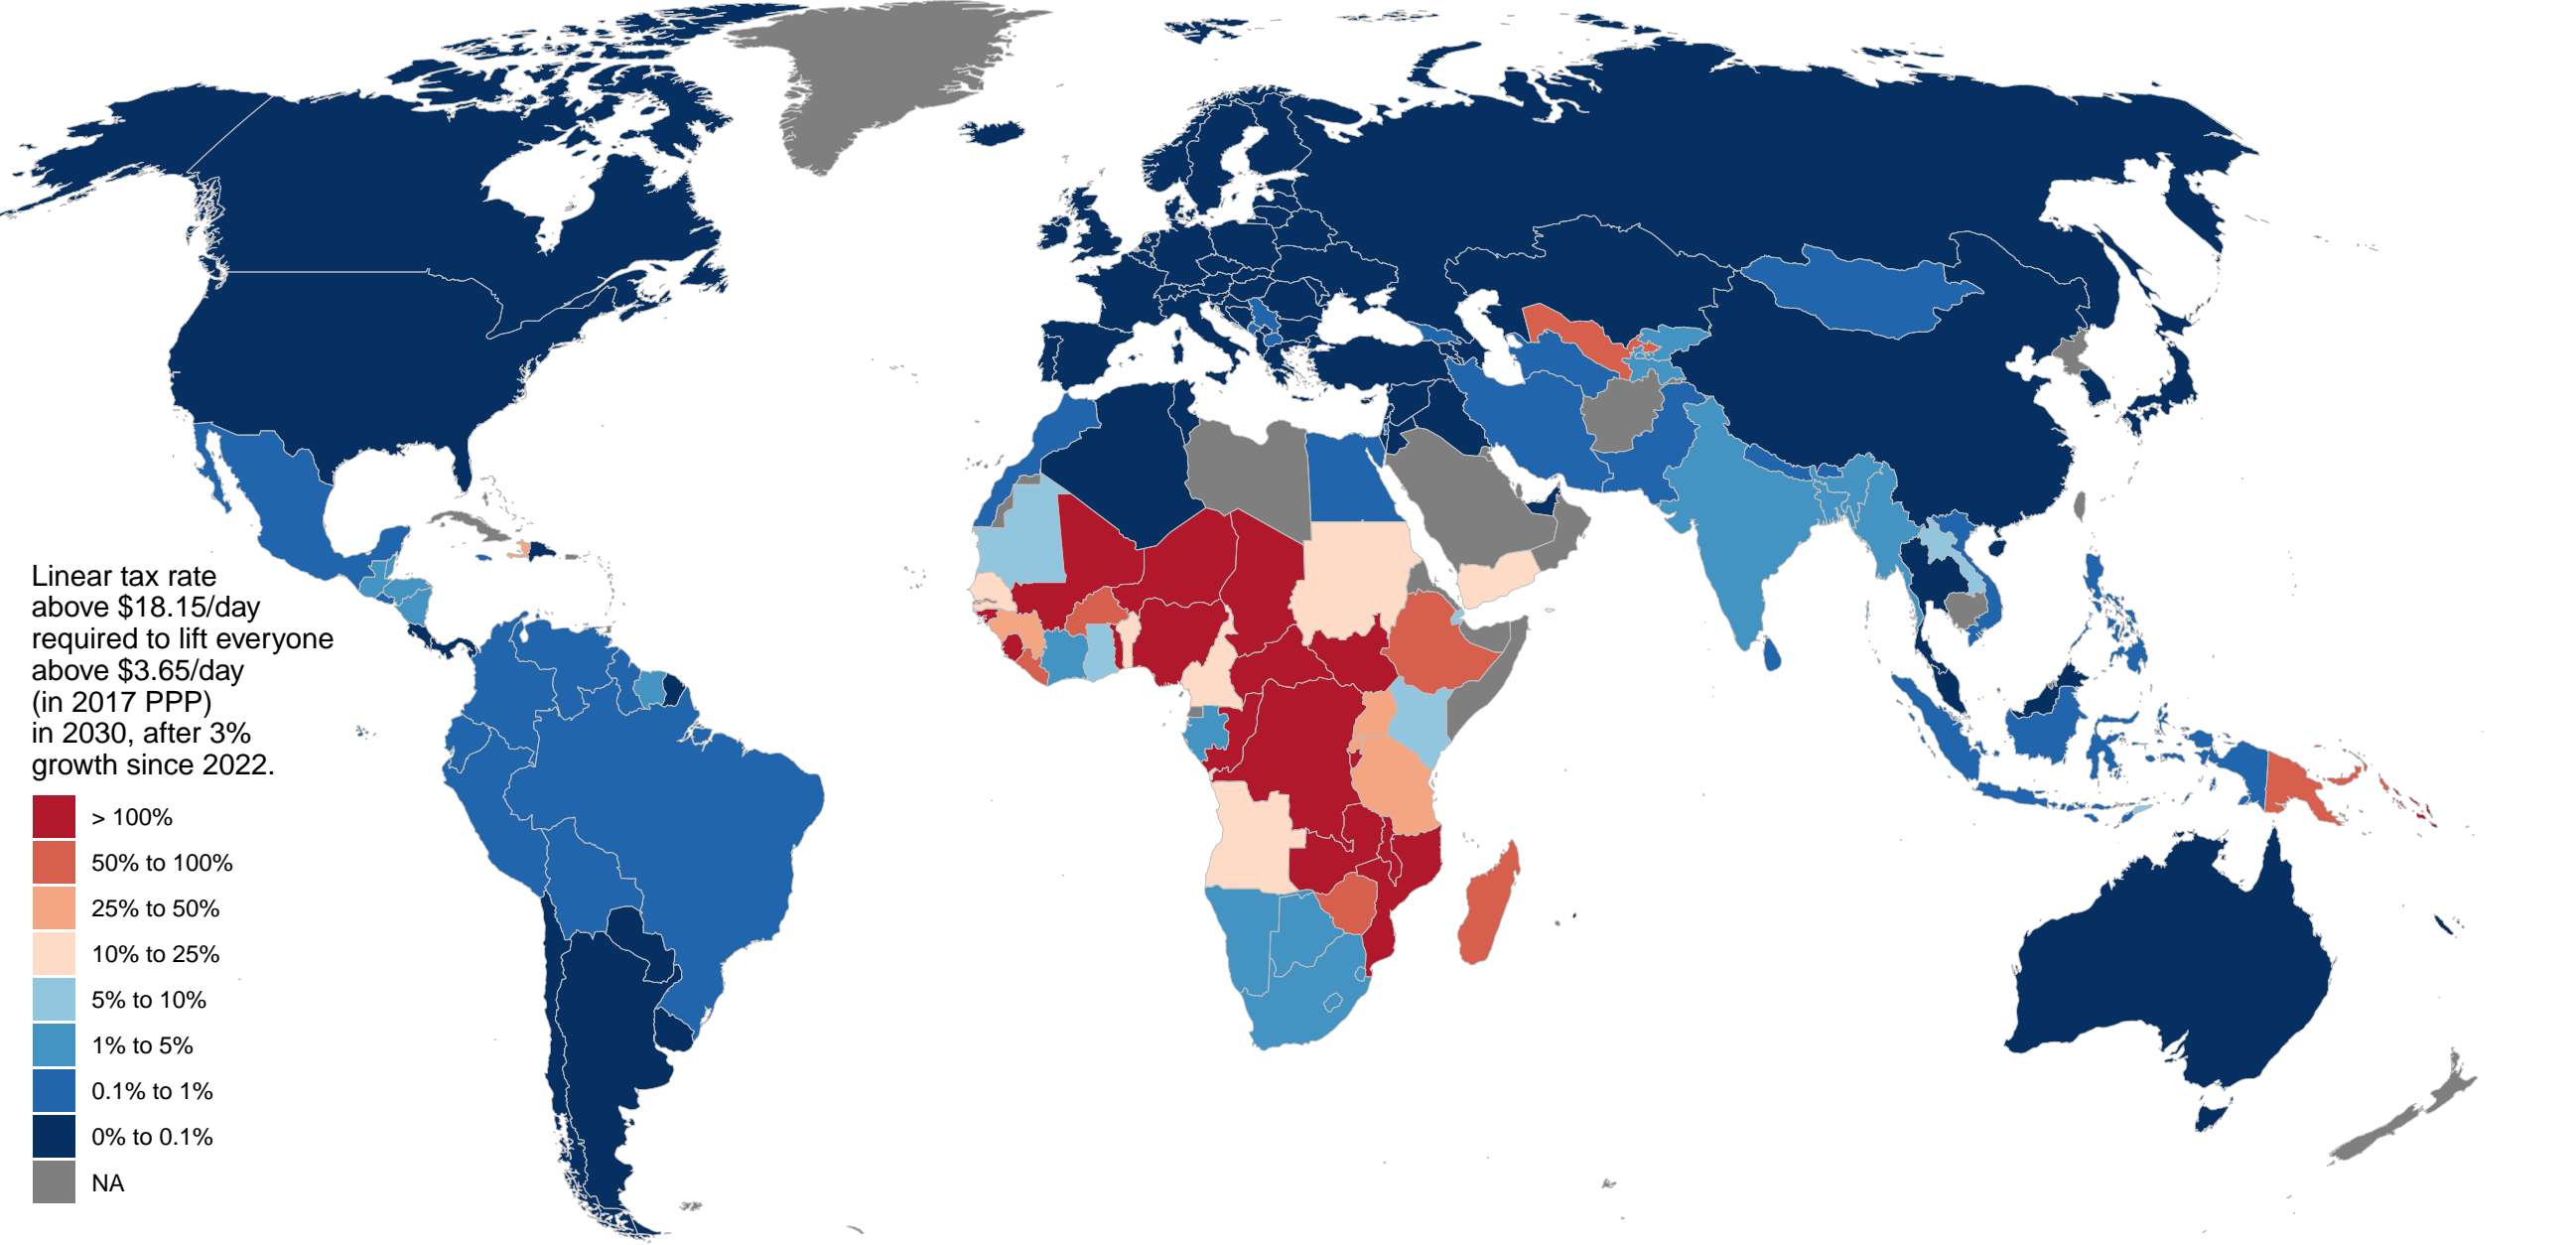 Linear tax rate
above $18.15/day
required to lift everyone
above $3.65/day
(in 2017 PPP)
in 2030, after 3%
growth since 2022.
> 100%
50% to 100%
25% to 50%
10% to 25%
5% to 10%
1% to 5%
0.1% to 1%
0% to 0.1%
NA